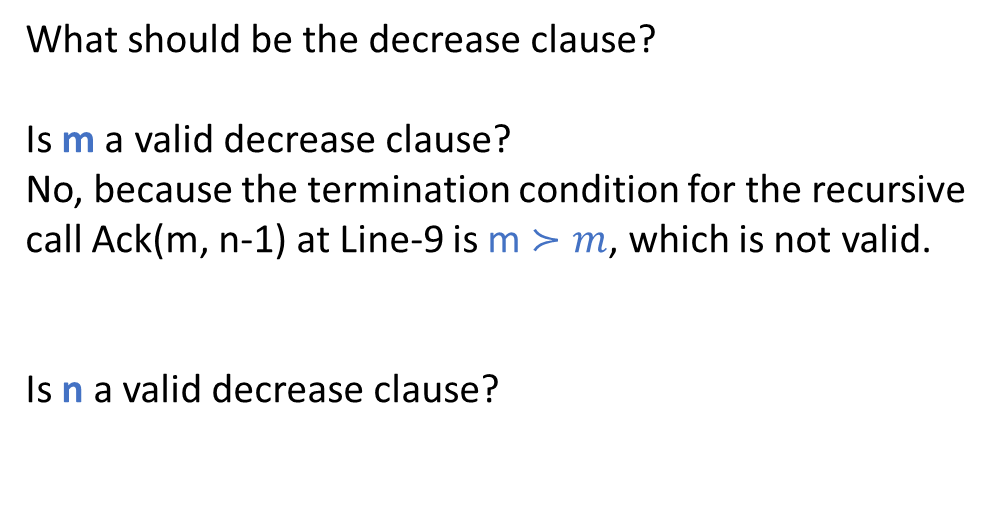 What should be the decrease clause?
Is m a valid decrease clause?
No, because the termination condition for the recursive
call Ack(m, n-1) at Line-9 is m ≻ m, which is not valid.
Is n a valid decrease clause?